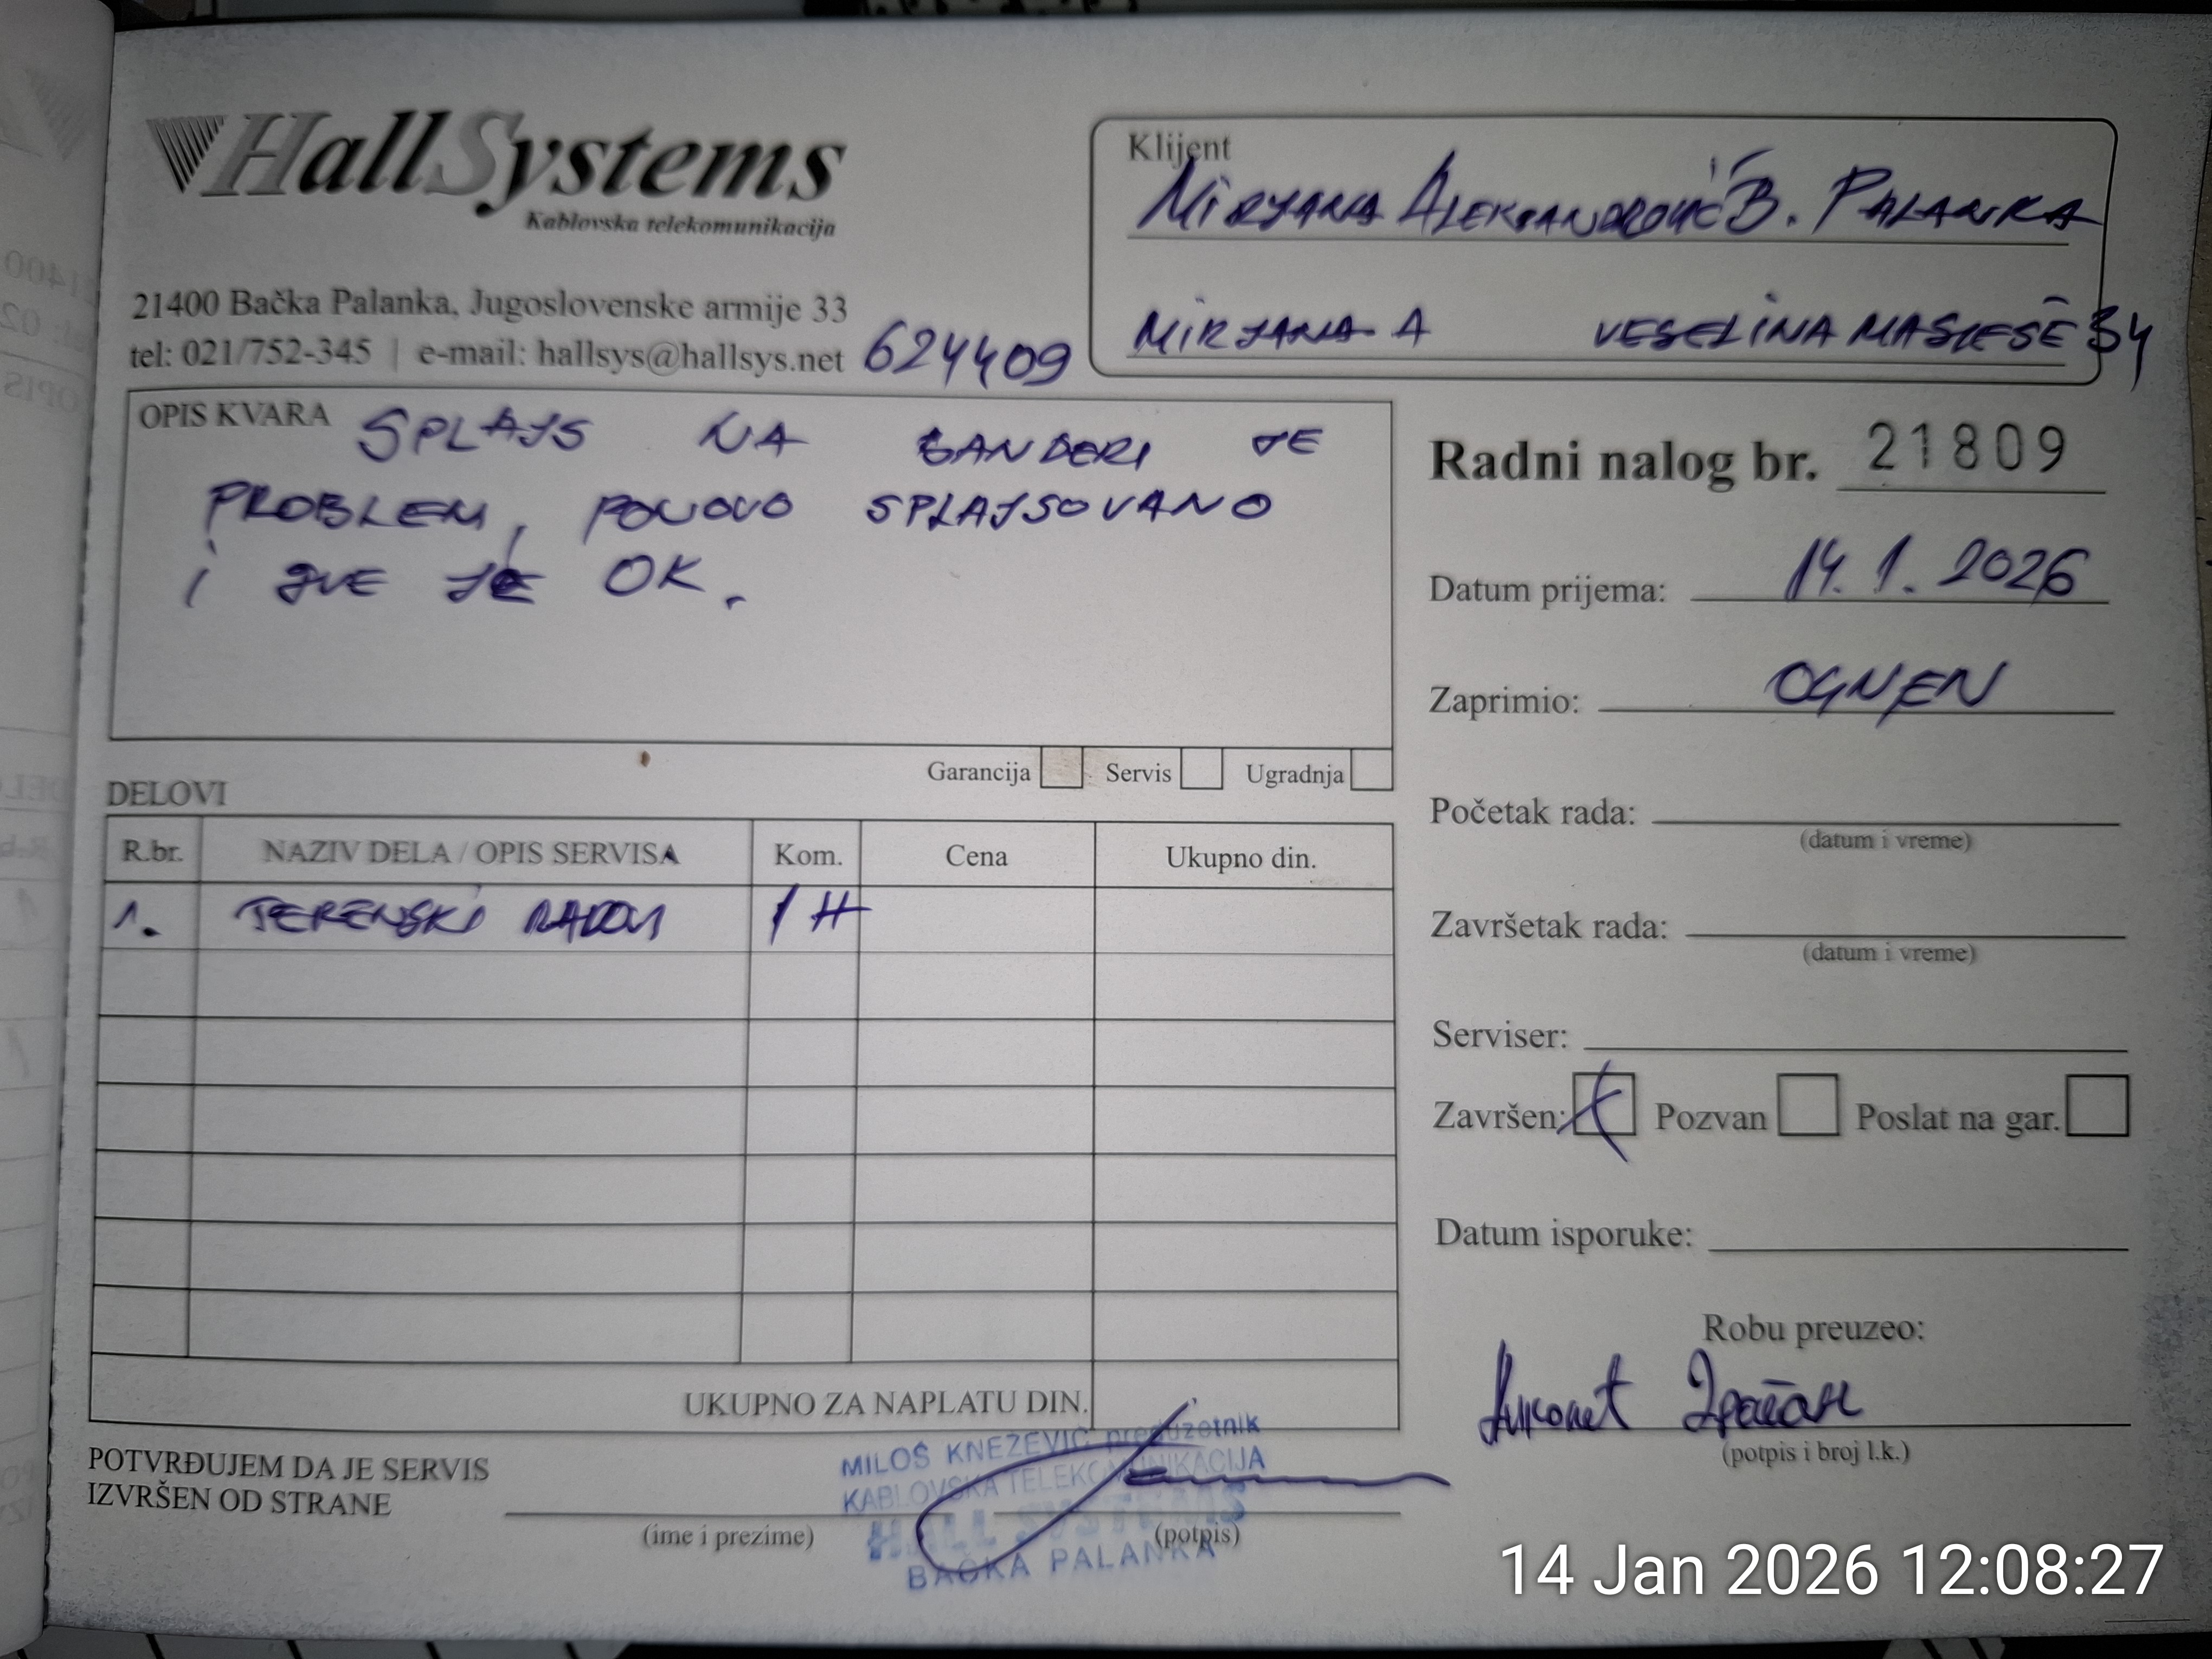 HallSystems
Kablovska telekomunikacija
21400 Bačka Palanka, Jugoslovenske armije 33
tel: 021/752-345 | e-mail: hallsys@hallsys.net 624409
Klijent
MIRJANA ALEKSANDROVIĆ B. PALANKA
MIRJANA A VESELINA MASLEŠE 34
OPIS KVARA SPLAJS NA BANDERI JE
PROBLEM, PONOVO SPLAJSOVANO
I SVE JE OK.
Garancija Servis Ugradnja
Radni nalog br. 21809
Datum prijema: 14.1.2026
Zaprimio: OGNJEN
Početak rada:
(datum i vreme)
Završetak rada:
(datum i vreme)
Serviser:
Završen: Pozvan Poslat na gar.
Datum isporuke:
Robu preuzeo:
(potpis i broj l.k.)
DELOVI
R.br. NAZIV DELA / OPIS SERVISA Kom. Cena Ukupno din.
1. TERENSKI RADOVI 1 H
UKUPNO ZA NAPLATU DIN.
POTVRĐUJEM DA JE SERVIS
IZVRŠEN OD STRANE
(ime i prezime) (potpis)
MILOŠ KNEŽEVIĆ preduzetnik
KABLOVSKA TELEKOMUNIKACIJA
HALL SYSTEMS
BAČKA PALANKA
14 Jan 2026 12:08:27